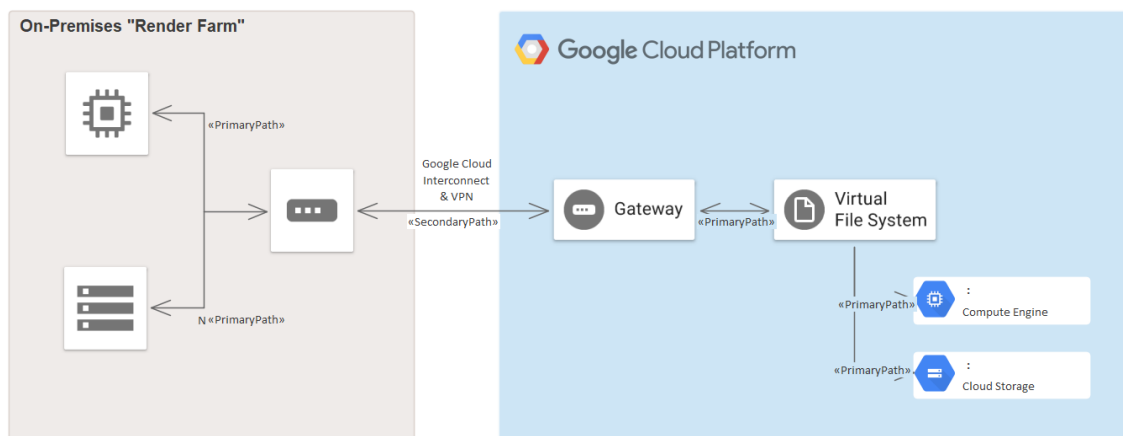 On-Premises "Render Farm"
Google Cloud Platform
«PrimaryPath»
Google Cloud
Interconnect
& VPN
«SecondaryPath»
Gateway
«PrimaryPath»
Virtual
File System
N «PrimaryPath»
«PrimaryPath»
:
Compute Engine
«PrimaryPath»
:
Cloud Storage